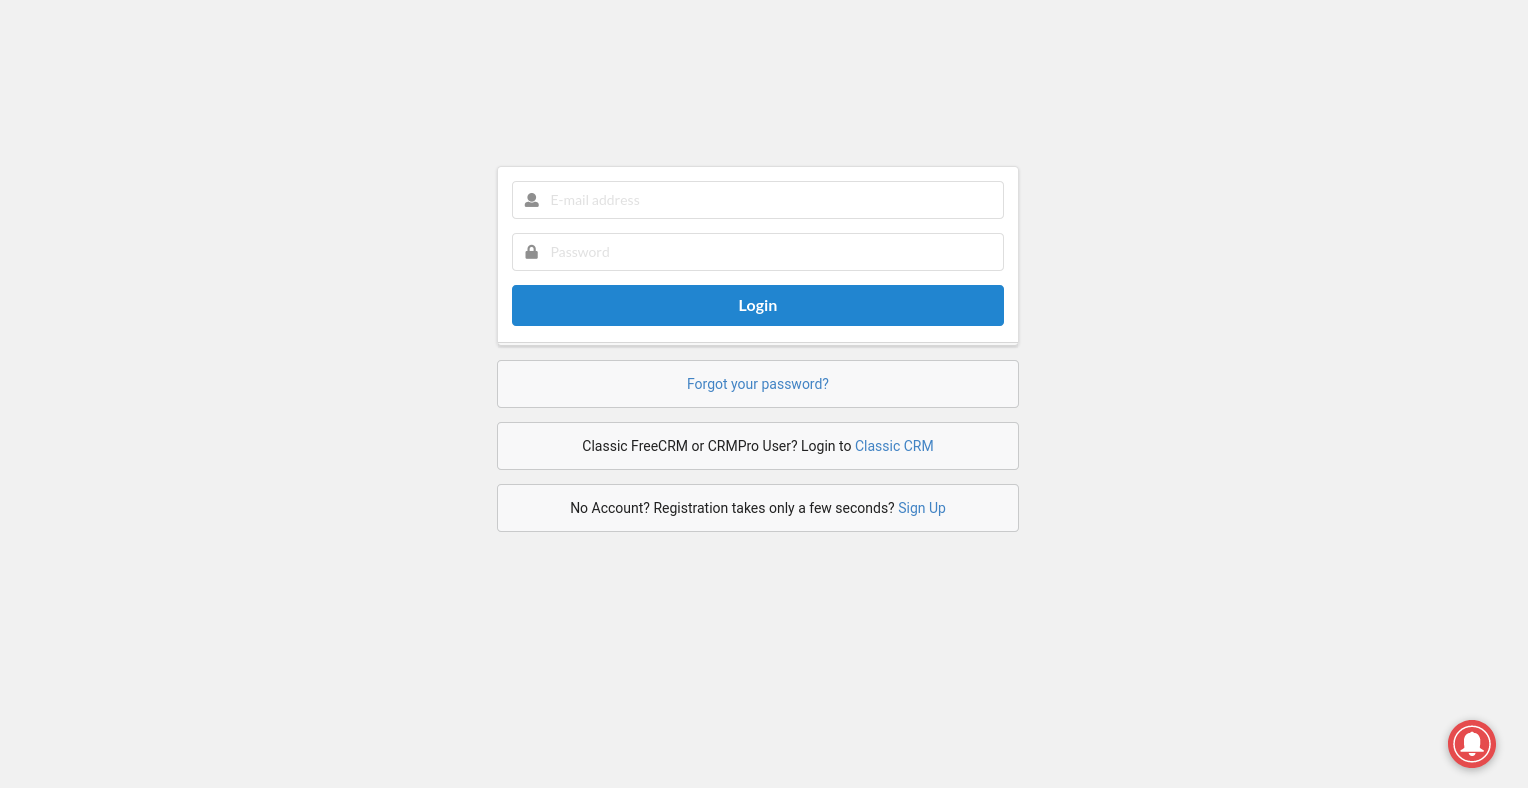 E-mail address
Password
Login
Forgot your password?
Classic FreeCRM or CRMPro User? Login to Classic CRM
No Account? Registration takes only a few seconds? Sign Up